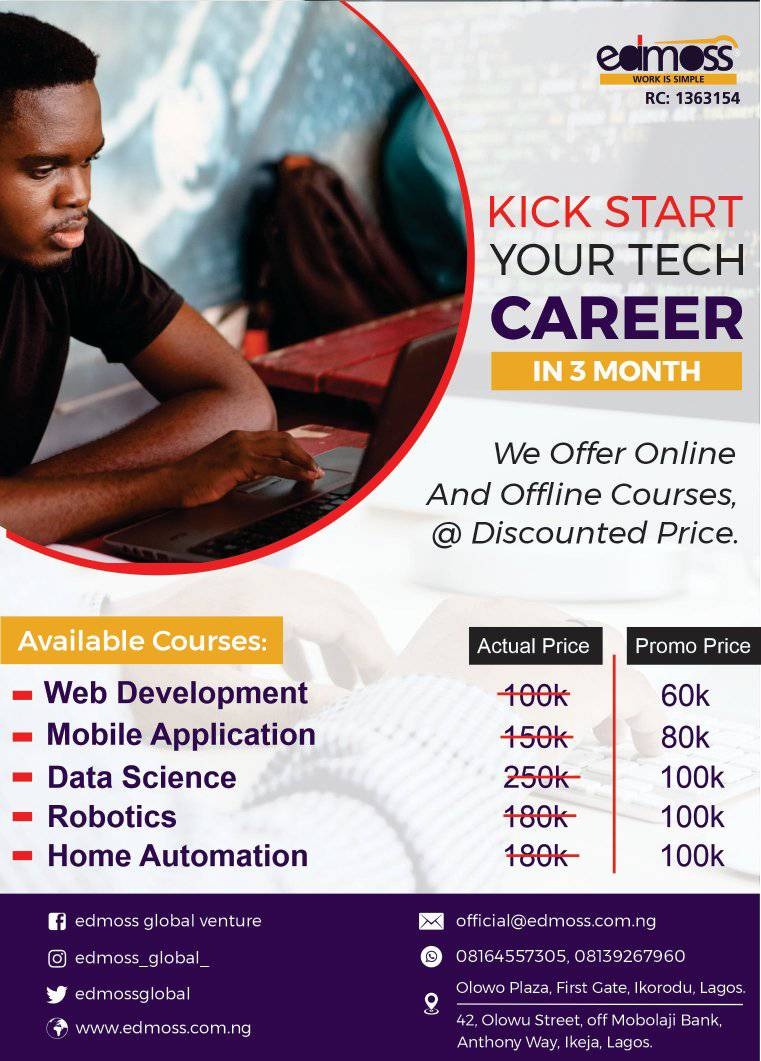 edmoss
WORK IS SIMPLE
RC: 1363154
KICK START
YOUR TECH
CAREER
IN 3 MONTH
We Offer Online
And Offline Courses,
@ Discounted Price.
Available Courses:
Actual Price
Promo Price
Web Development 100k 60k
Mobile Application 150k 80k
Data Science 250k 100k
Robotics 180k 100k
Home Automation 180k 100k
edmoss global venture
edmoss_global_
edmossglobal
www.edmoss.com.ng
official@edmoss.com.ng
08164557305, 08139267960
Olowo Plaza, First Gate, Ikorodu, Lagos.
42, Olowu Street, off Mobolaji Bank,
Anthony Way, Ikeja, Lagos.